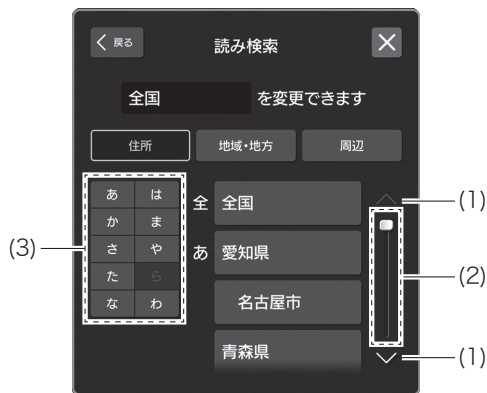 戻る 読み検索
全国 を変更できます
住所 地域・地方 周辺
あ は 全 全国 (1)
か ま
さ や あ 愛知県
(3) (2)
た ら 名古屋市
な わ
青森県 (1)